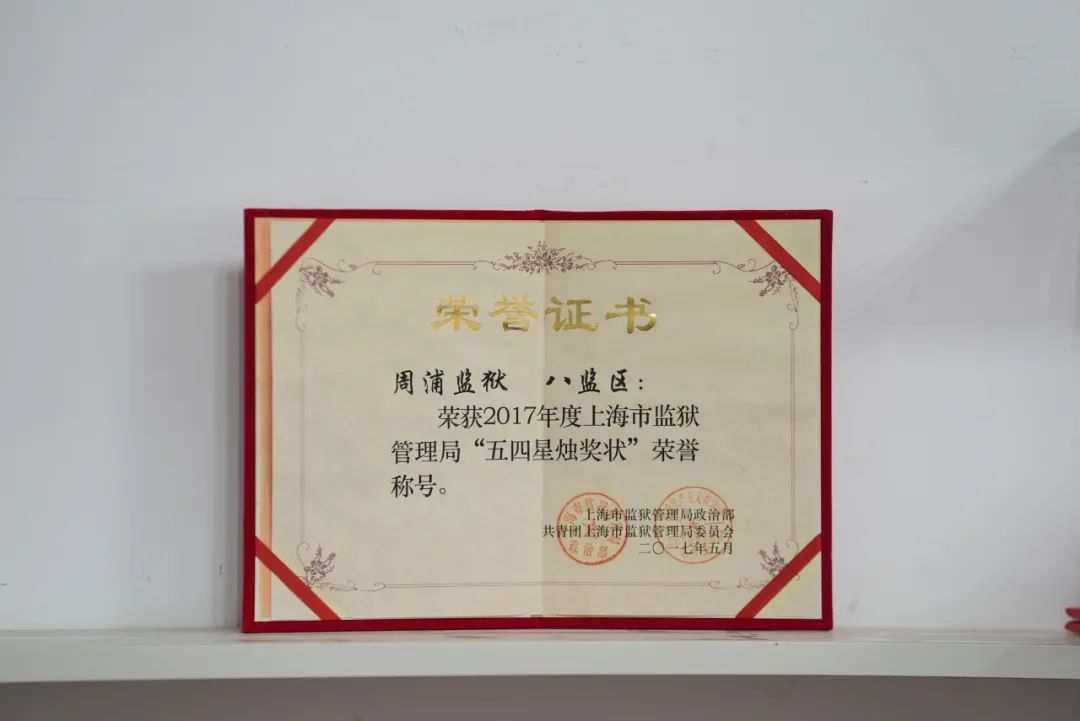 荣誉证书
周浦监狱 八监区：
荣获2017年度上海市监狱
管理局“五四星烛奖状”荣誉
称号。
上海市监狱管理局政治部
共青团上海市监狱管理局委员会
二〇一七年五月
政治部